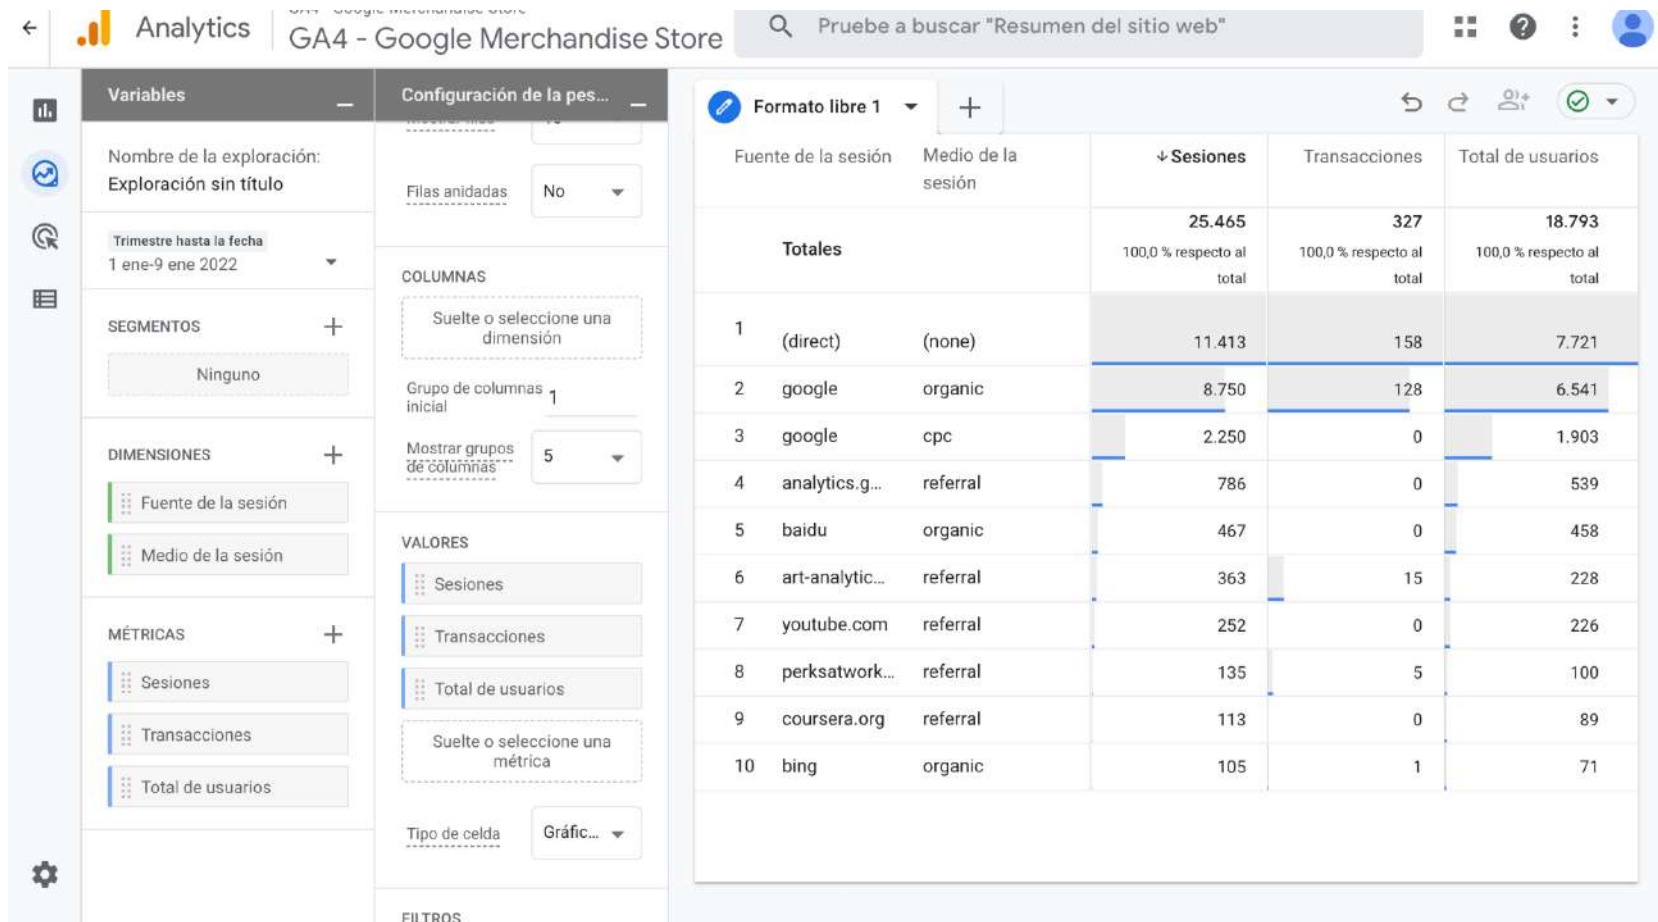 Analytics
GA4 - Google Merchandise Store
GA4 - Google Merchandise Store
Pruebe a buscar "Resumen del sitio web"
Variables
Nombre de la exploración:
Exploración sin título
Trimestre hasta la fecha
1 ene-9 ene 2022
SEGMENTOS
Ninguno
DIMENSIONES
Fuente de la sesión
Medio de la sesión
MÉTRICAS
Sesiones
Transacciones
Total de usuarios
Configuración de la pes...
Mostrar filas
10
Filas anidadas No
COLUMNAS
Suelte o seleccione una
dimensión
Grupo de columnas
inicial
1
Mostrar grupos
de columnas
5
VALORES
Sesiones
Transacciones
Total de usuarios
Suelte o seleccione una
métrica
Tipo de celda Gráfic...
FILTROS
Formato libre 1
Fuente de la sesión Medio de la
sesión
Sesiones Transacciones Total de usuarios
Totales
25.465 327 18.793
100,0 % respecto al
total
100,0 % respecto al
total
100,0 % respecto al
total
1 (direct) (none) 11.413 158 7.721
2 google organic 8.750 128 6.541
3 google cpc 2.250 0 1.903
4 analytics.g... referral 786 0 539
5 baidu organic 467 0 458
6 art-analytic... referral 363 15 228
7 youtube.com referral 252 0 226
8 perksatwork... referral 135 5 100
9 coursera.org referral 113 0 89
10 bing organic 105 1 71